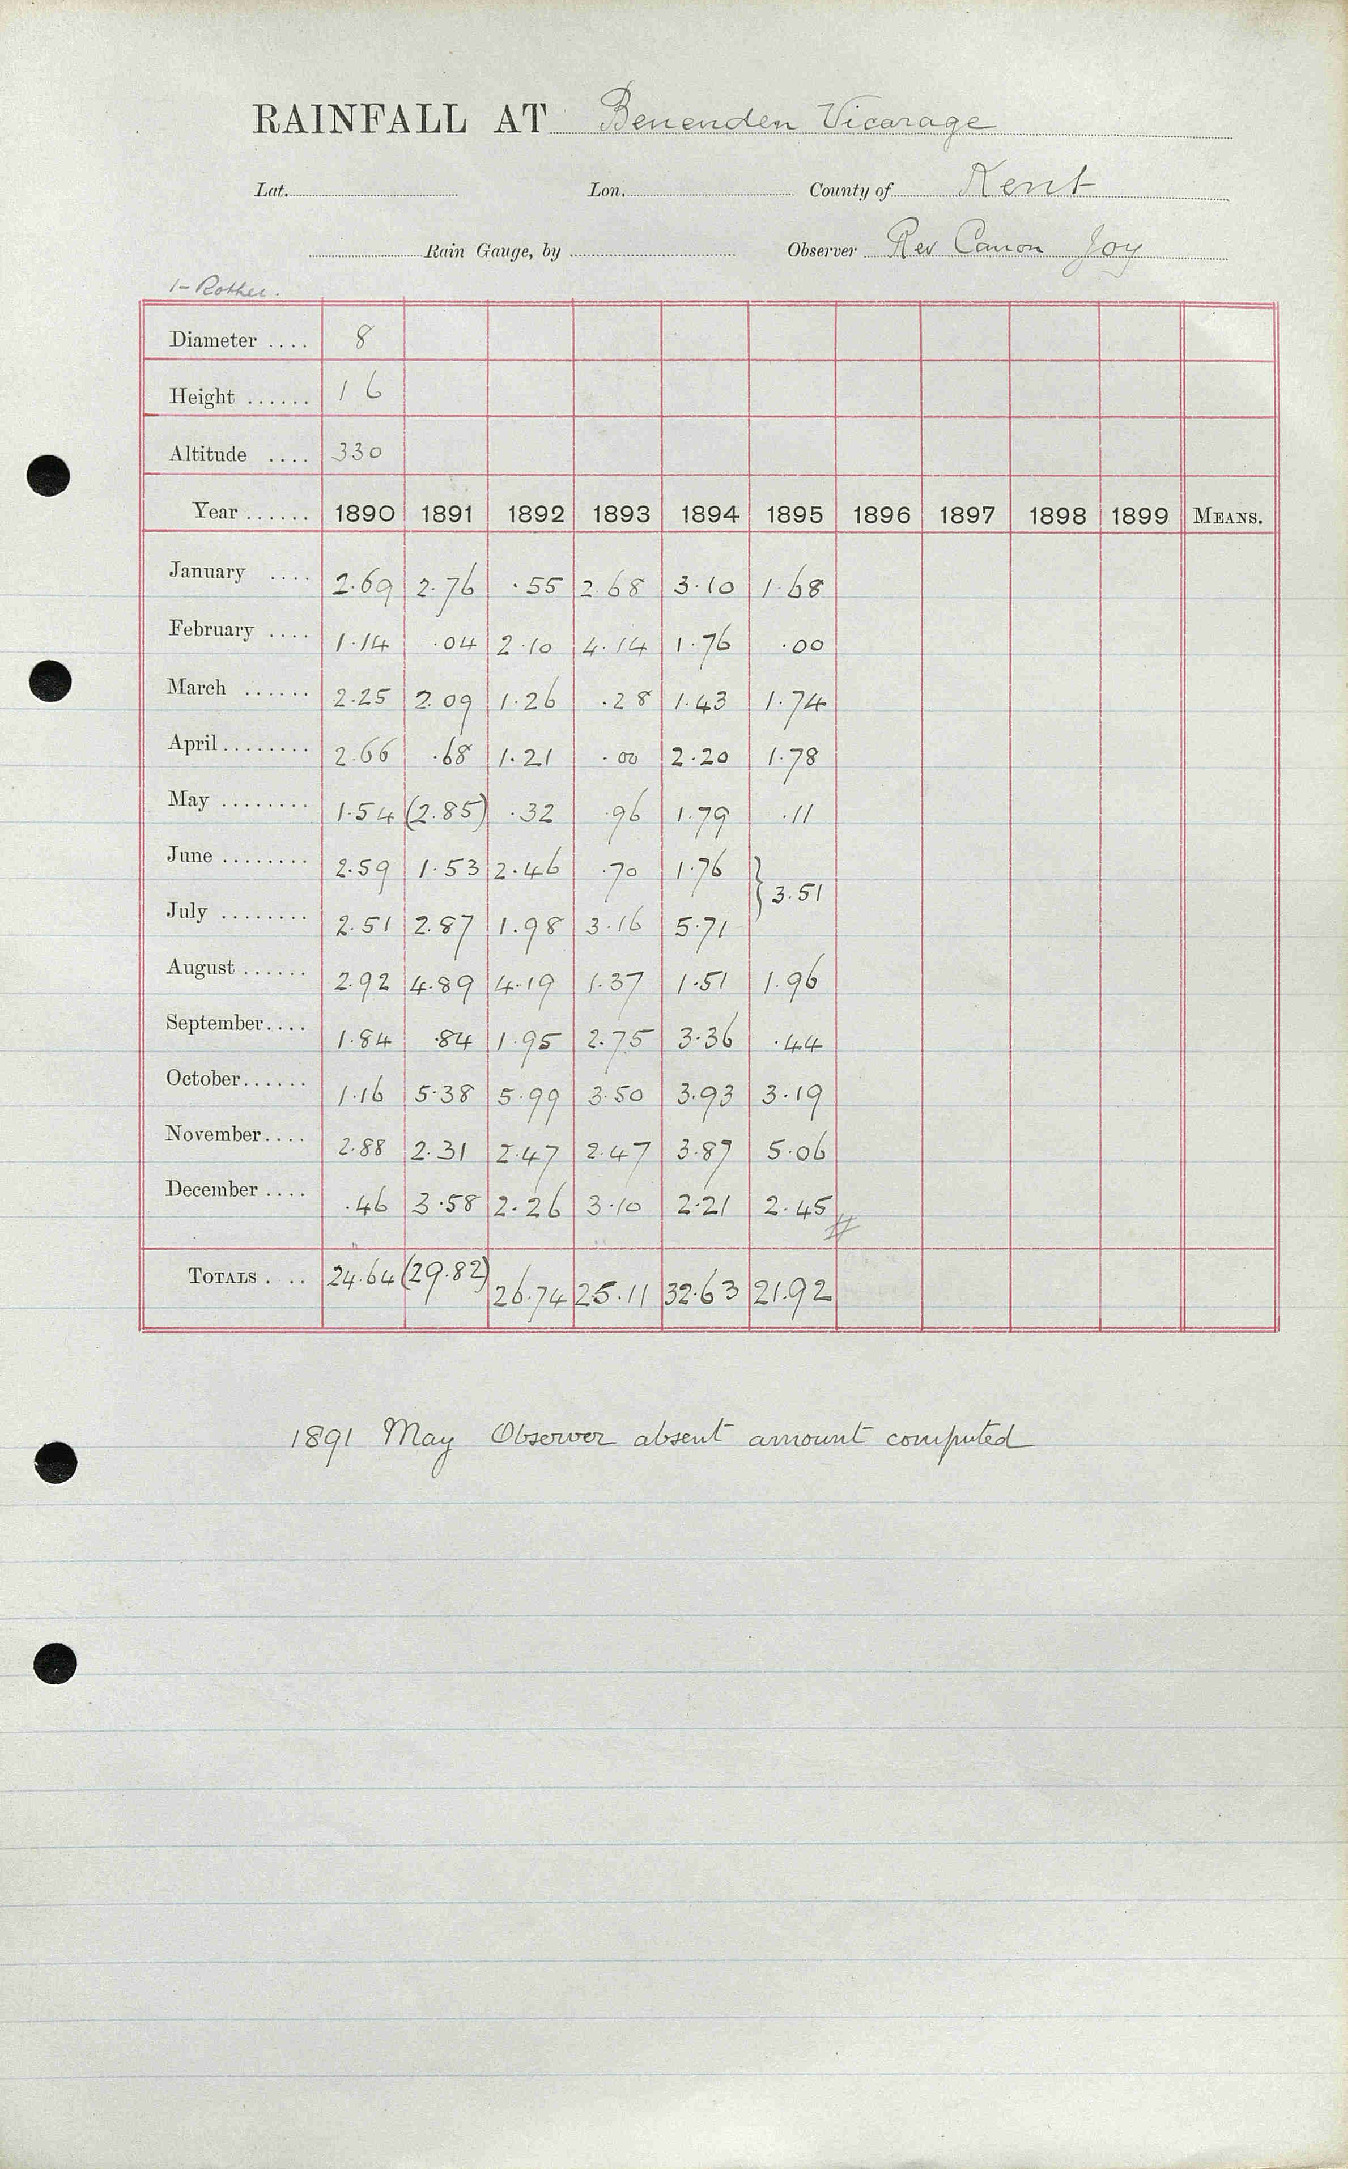 RAINFALL AT Benenden Vicarage
Lat. Lon. County of Kent
Rain Gauge, by Observer Rev Canon Joy
1- Rother.
Diameter .... 8
Height ...... 1 6
Altitude .... 330
Year ...... 1890 1891 1892 1893 1894 1895 1896 1897 1898 1899 MEANS.
January .... 2.69 2.76 .55 2.68 3.10 1.68
February .... 1.14 .04 2.10 4.14 1.76 .00
March ...... 2.25 2.09 1.26 .28 1.43 1.74
April ........ 2.66 .68 1.21 .00 2.20 1.78
May ........ 1.54 (2.85) .32 .96 1.79 .11
June ........ 2.59 1.53 2.46 .70 1.76
} 3.51
July ........ 2.51 2.87 1.98 3.16 5.71
August ...... 2.92 4.89 4.19 1.37 1.51 1.96
September.... 1.84 .84 1.95 2.75 3.36 .44
October...... 1.16 5.38 5.99 3.50 3.93 3.19
November.... 2.88 2.31 2.47 2.47 3.87 5.06
December .... .46 3.58 2.26 3.10 2.21 2.45
#
TOTALS . .. 24.64 (29.82) 26.74 25.11 32.63 21.92
1891 May Observer absent amount computed